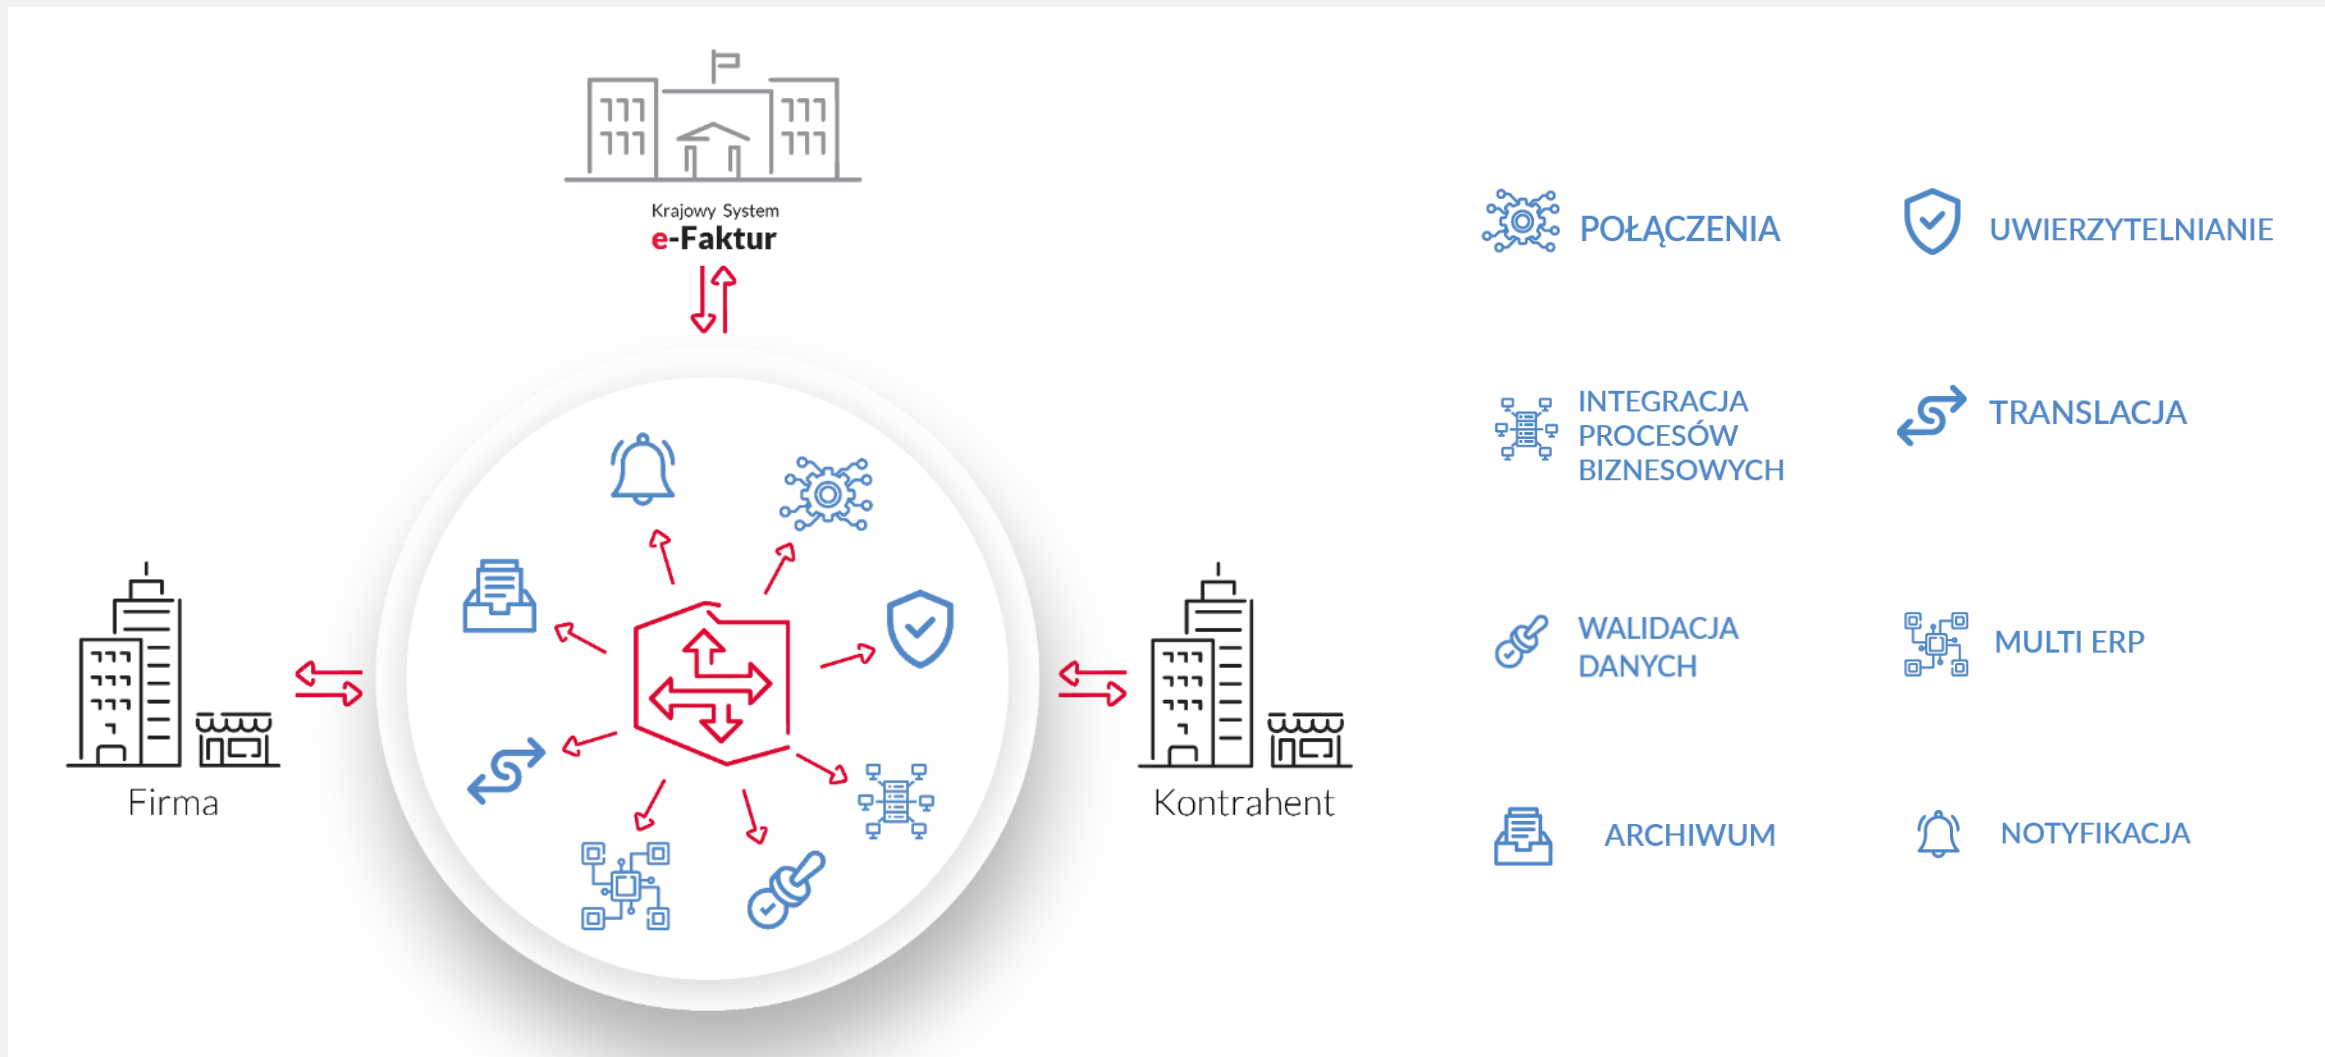 Krajowy System
e-Faktur
Firma
Kontrahent
POŁĄCZENIA
UWIERZYTELNIANIE
INTEGRACJA
PROCESÓW
BIZNESOWYCH
TRANSLACJA
WALIDACJA
DANYCH
MULTI ERP
ARCHIWUM
NOTYFIKACJA